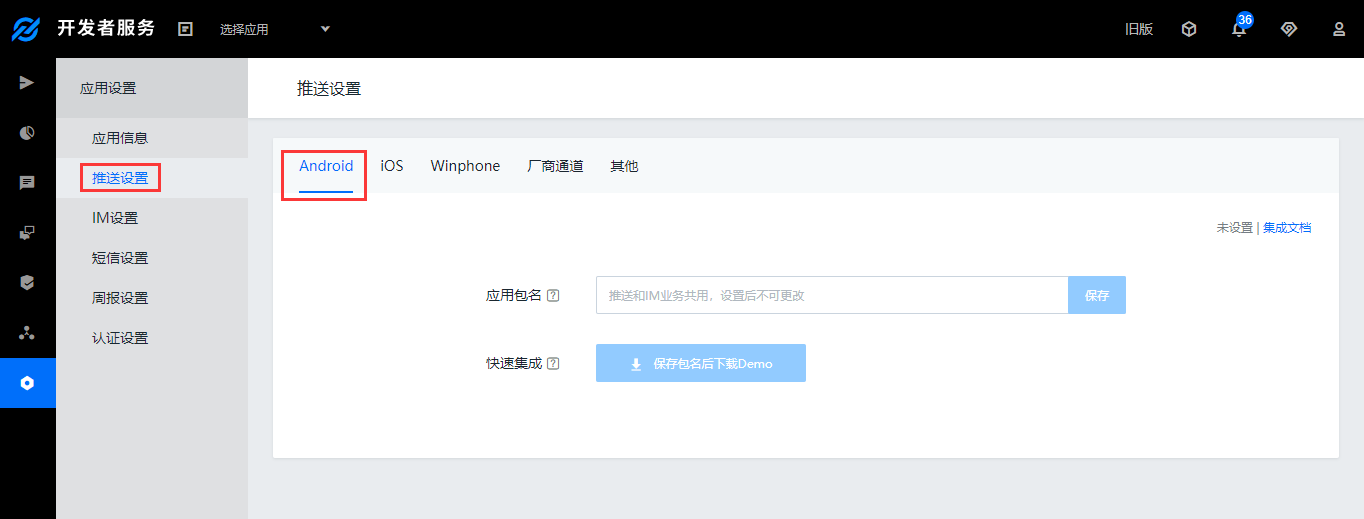 开发者服务
选择应用
旧版
36
应用设置
应用信息
推送设置
IM设置
短信设置
周报设置
认证设置
推送设置
Android iOS Winphone 厂商通道 其他
未设置 | 集成文档
应用包名 ? 推送和IM业务共用，设置后不可更改 保存
快速集成 ? 保存包名后下载Demo